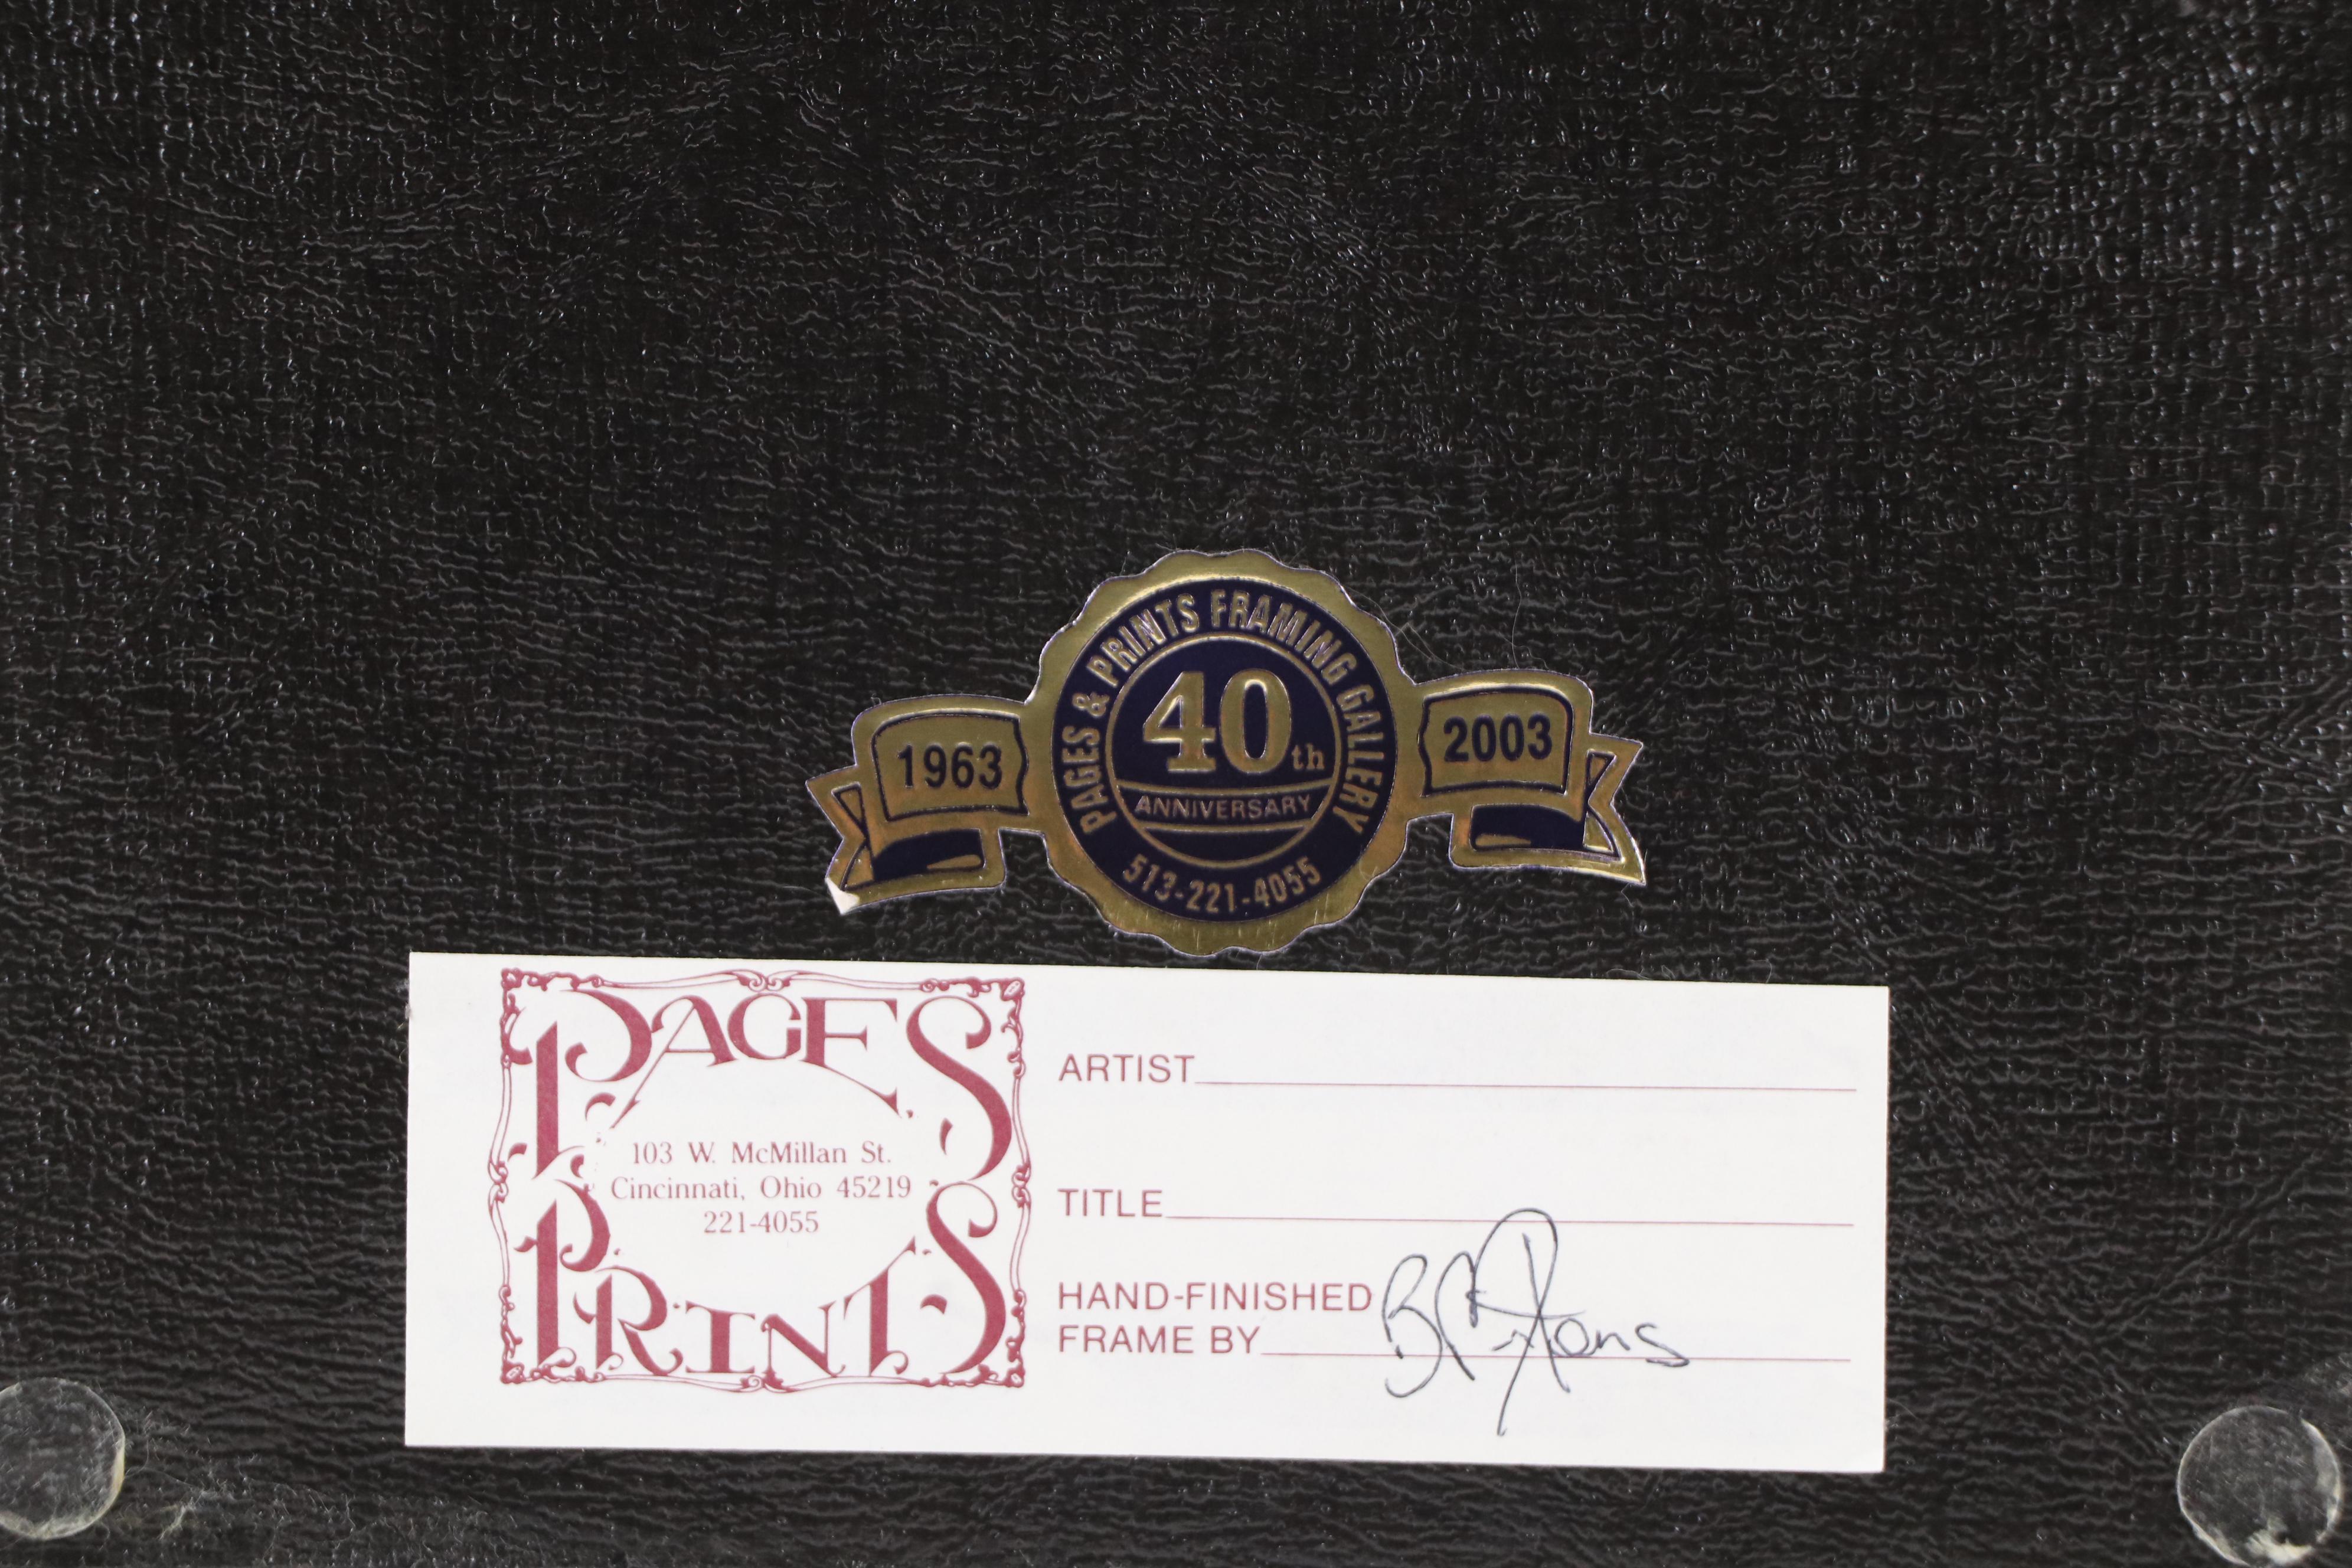 PAGES & PRINTS FRAMING GALLERY
1963
40th
2003
ANNIVERSARY
513-221-4055
PAGES
103 W. McMillan St.
Cincinnati, Ohio 45219
221-4055
PRINTS
ARTIST
TITLE
HAND-FINISHED
FRAME BY